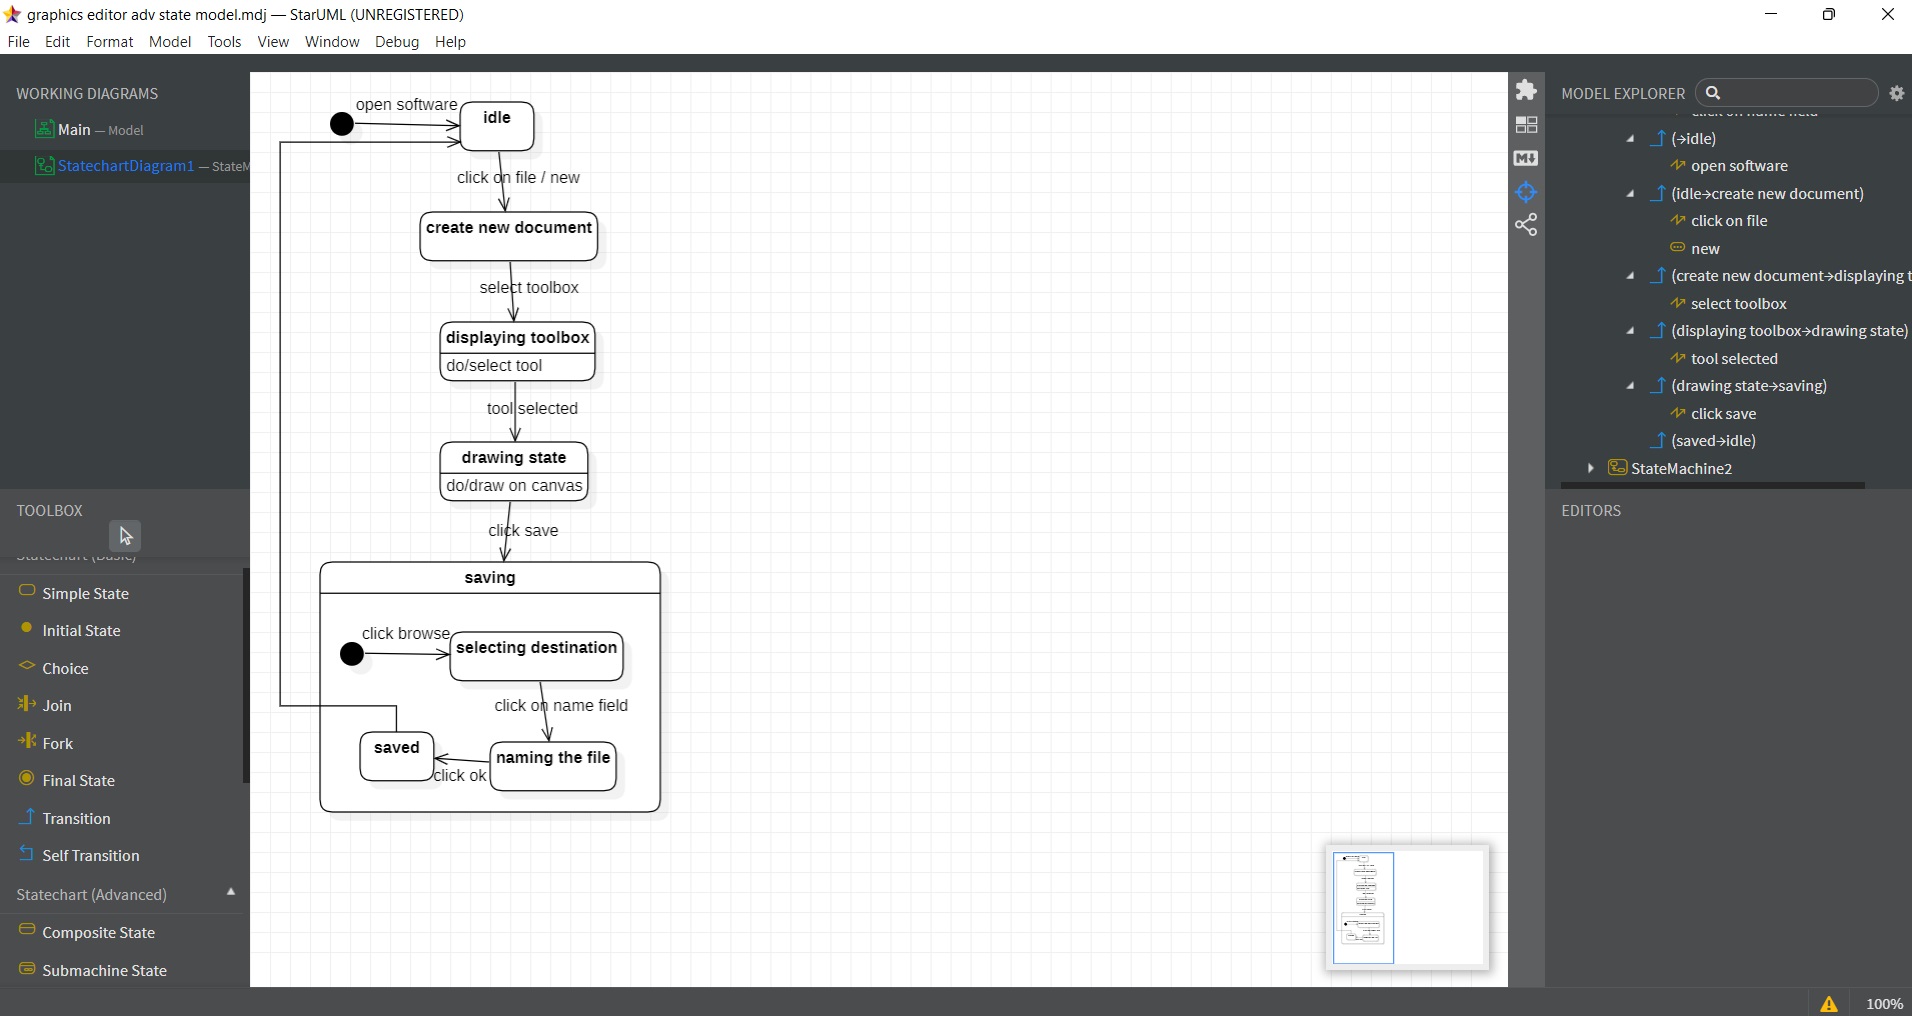 graphics editor adv state model.mdj — StarUML (UNREGISTERED)
File Edit Format Model Tools View Window Debug Help
WORKING DIAGRAMS
Main — Model
StatechartDiagram1 — StateM
TOOLBOX
Statechart (Basic)
Simple State
Initial State
Choice
Join
Fork
Final State
Transition
Self Transition
Statechart (Advanced)
Composite State
Submachine State
open software
idle
click on file / new
create new document
select toolbox
displaying toolbox
do/select tool
tool selected
drawing state
do/draw on canvas
click save
saving
click browse
selecting destination
click on name field
saved
naming the file
click ok
MODEL EXPLORER
click on name field
(→idle)
open software
(idle→create new document)
click on file
new
(create new document→displaying t
select toolbox
(displaying toolbox→drawing state)
tool selected
(drawing state→saving)
click save
(saved→idle)
StateMachine2
EDITORS
100%